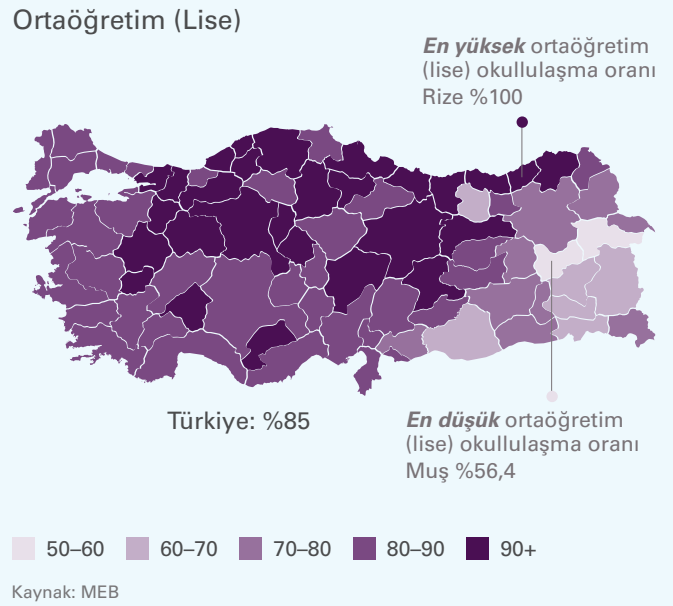 Ortaöğretim (Lise)
En yüksek ortaöğretim
(lise) okullulaşma oranı
Rize %100
Türkiye: %85
En düşük ortaöğretim
(lise) okullulaşma oranı
Muş %56,4
50–60
60–70
70–80
80–90
90+
Kaynak: MEB